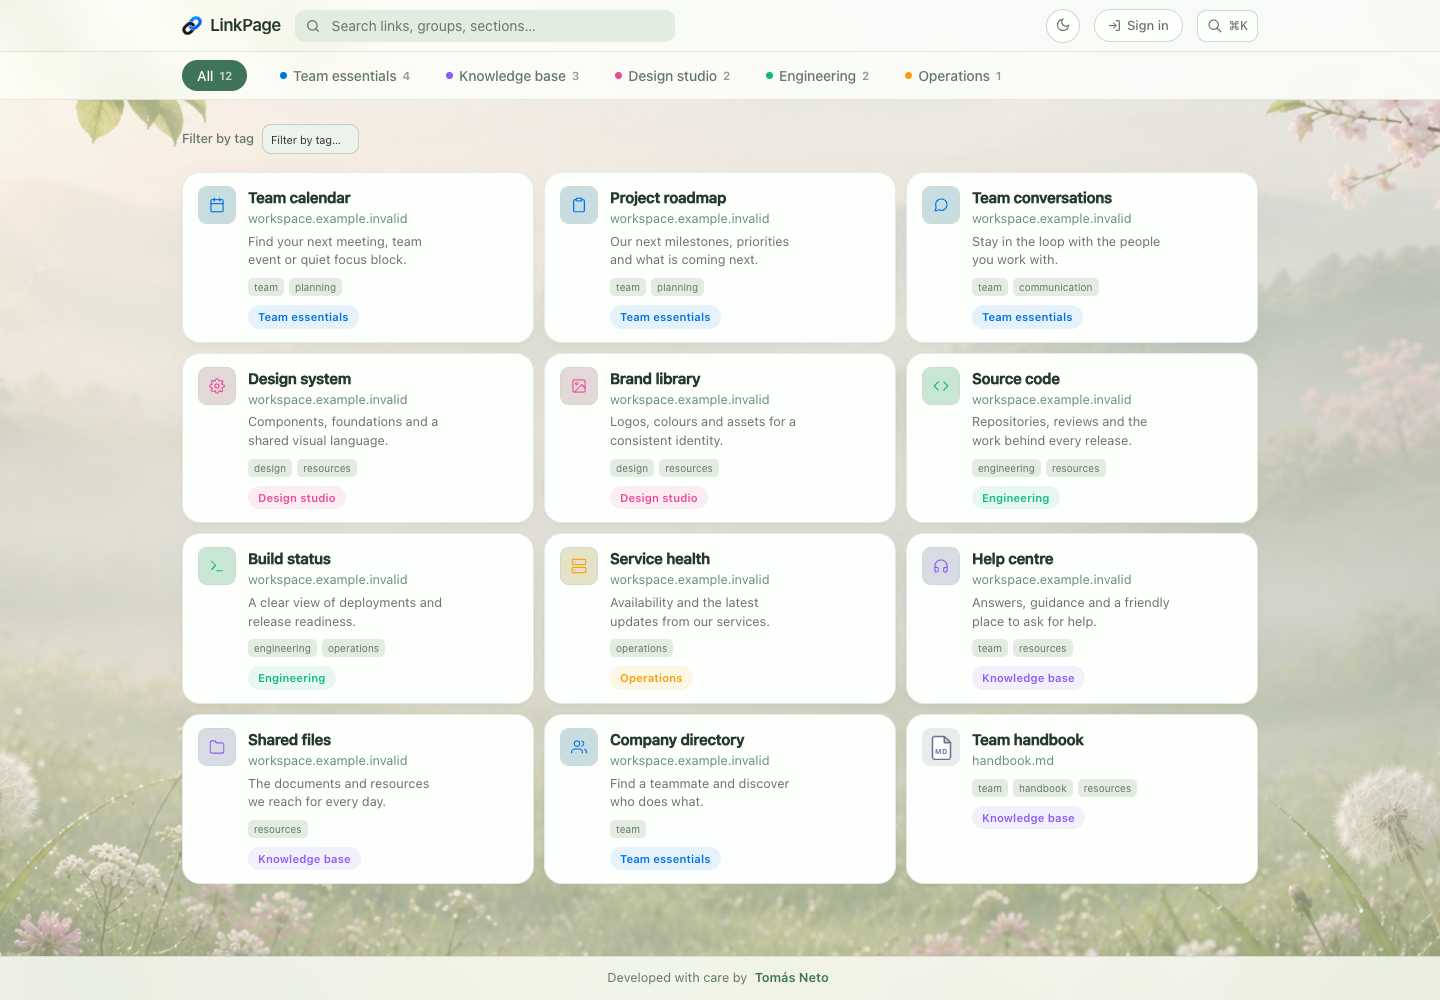 LinkPage
Search links, groups, sections...
Sign in
⌘K
All 12
Team essentials 4
Knowledge base 3
Design studio 2
Engineering 2
Operations 1
Filter by tag
Filter by tag...
Team calendar
workspace.example.invalid
Find your next meeting, team
event or quiet focus block.
team planning
Team essentials
Project roadmap
workspace.example.invalid
Our next milestones, priorities
and what is coming next.
team planning
Team essentials
Team conversations
workspace.example.invalid
Stay in the loop with the people
you work with.
team communication
Team essentials
Design system
workspace.example.invalid
Components, foundations and a
shared visual language.
design resources
Design studio
Brand library
workspace.example.invalid
Logos, colours and assets for a
consistent identity.
design resources
Design studio
Source code
workspace.example.invalid
Repositories, reviews and the
work behind every release.
engineering resources
Engineering
Build status
workspace.example.invalid
A clear view of deployments and
release readiness.
engineering operations
Engineering
Service health
workspace.example.invalid
Availability and the latest
updates from our services.
operations
Operations
Help centre
workspace.example.invalid
Answers, guidance and a friendly
place to ask for help.
team resources
Knowledge base
Shared files
workspace.example.invalid
The documents and resources
we reach for every day.
resources
Knowledge base
Company directory
workspace.example.invalid
Find a teammate and discover
who does what.
team
Team essentials
MD
Team handbook
handbook.md
team handbook resources
Knowledge base
Developed with care by Tomás Neto